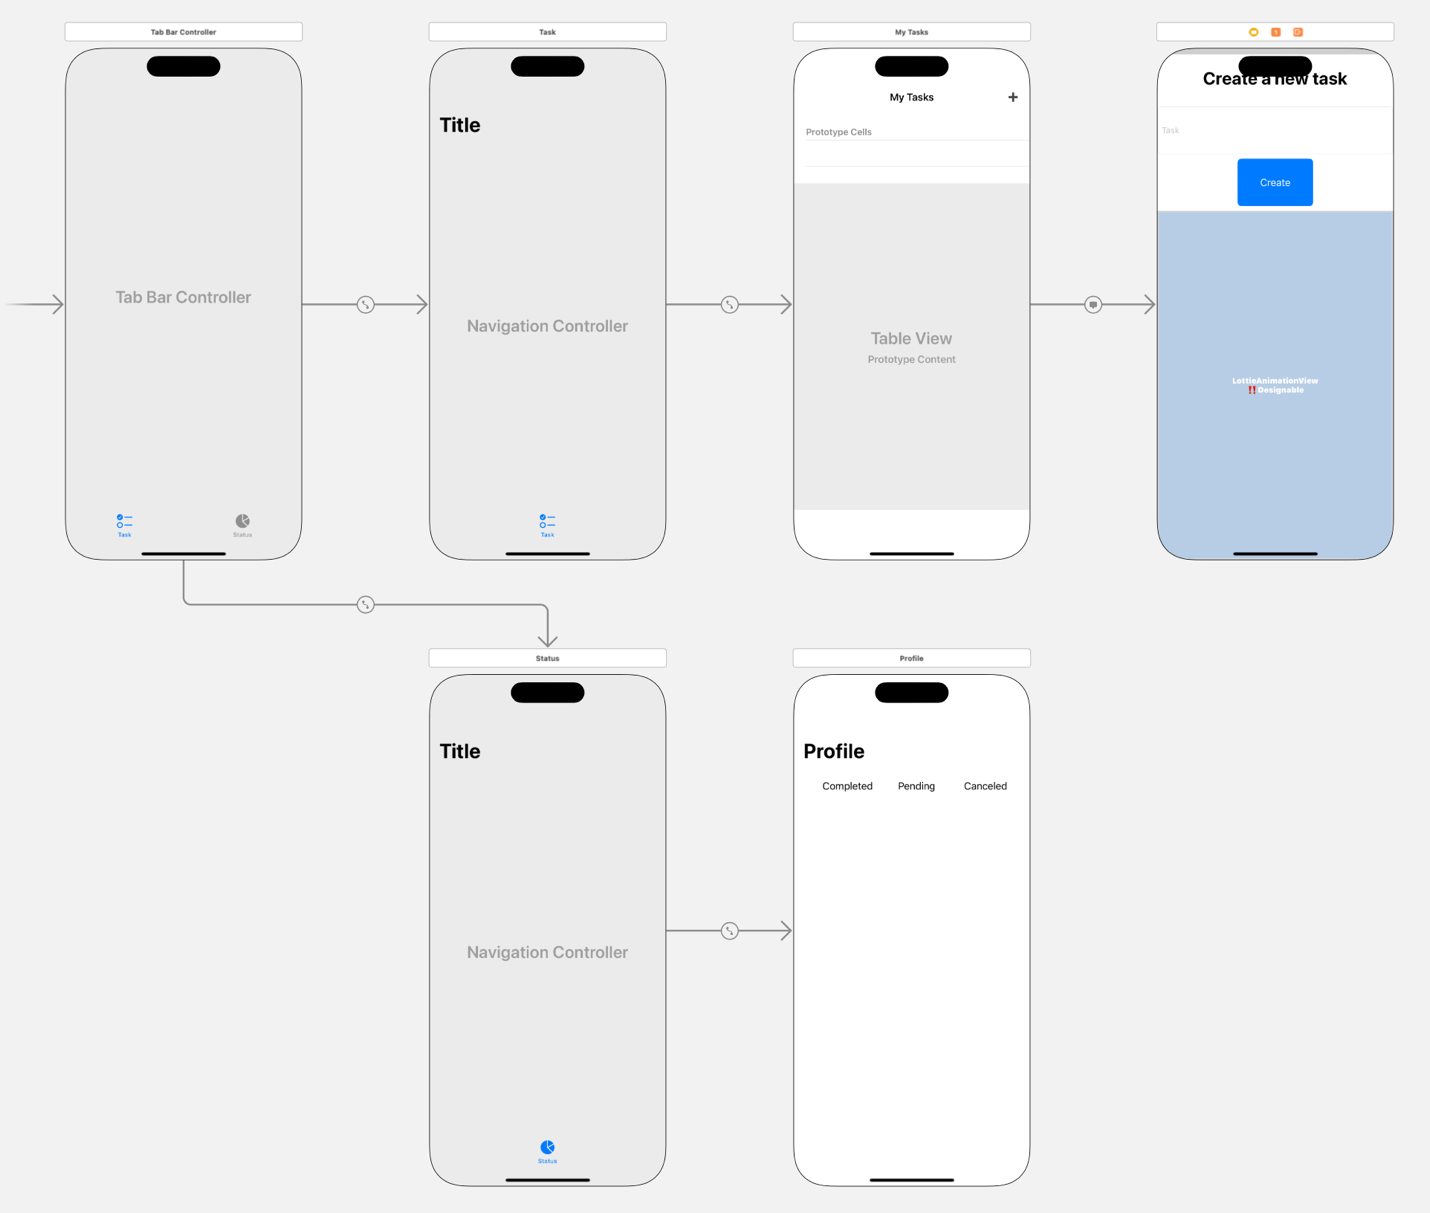 Tab Bar Controller
Task
My Tasks
Title
My Tasks
Prototype Cells
Create a new task
Task
Create
Tab Bar Controller
Navigation Controller
Table View
Prototype Content
LottieAnimationView
‼️Designable
Task
Status
Task
Status
Profile
Title
Profile
Completed
Pending
Canceled
Navigation Controller
Status